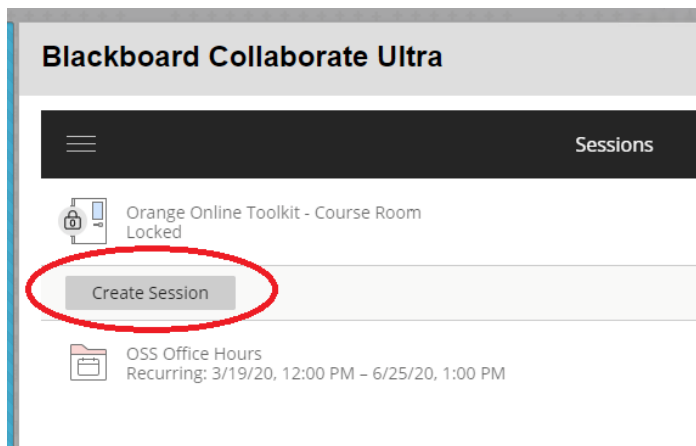 Blackboard Collaborate Ultra
Sessions
Orange Online Toolkit - Course Room
Locked
Create Session
OSS Office Hours
Recurring: 3/19/20, 12:00 PM – 6/25/20, 1:00 PM